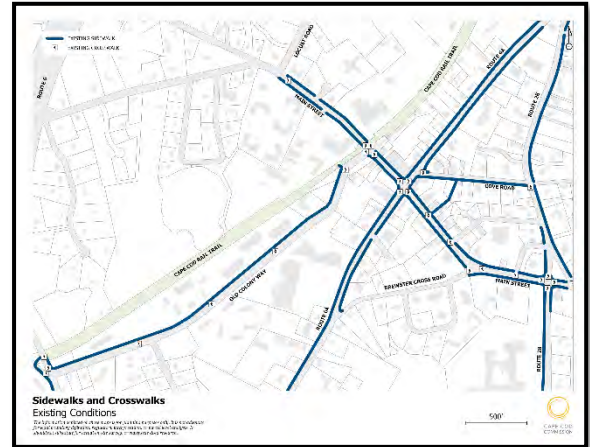 EXISTING SIDEWALK
EXISTING CROSSWALK
ROUTE 6
LOCUST ROAD
MAIN STREET
CAPE COD RAIL TRAIL
ROUTE 6A
ROUTE 28
COVE ROAD
CAPE COD RAIL TRAIL
OLD COLONY WAY
BREWSTER CROSS ROAD
MAIN STREET
ROUTE 6A
ROUTE 28
Sidewalks and Crosswalks
Existing Conditions
500'
CAPE COD
COMMISSION